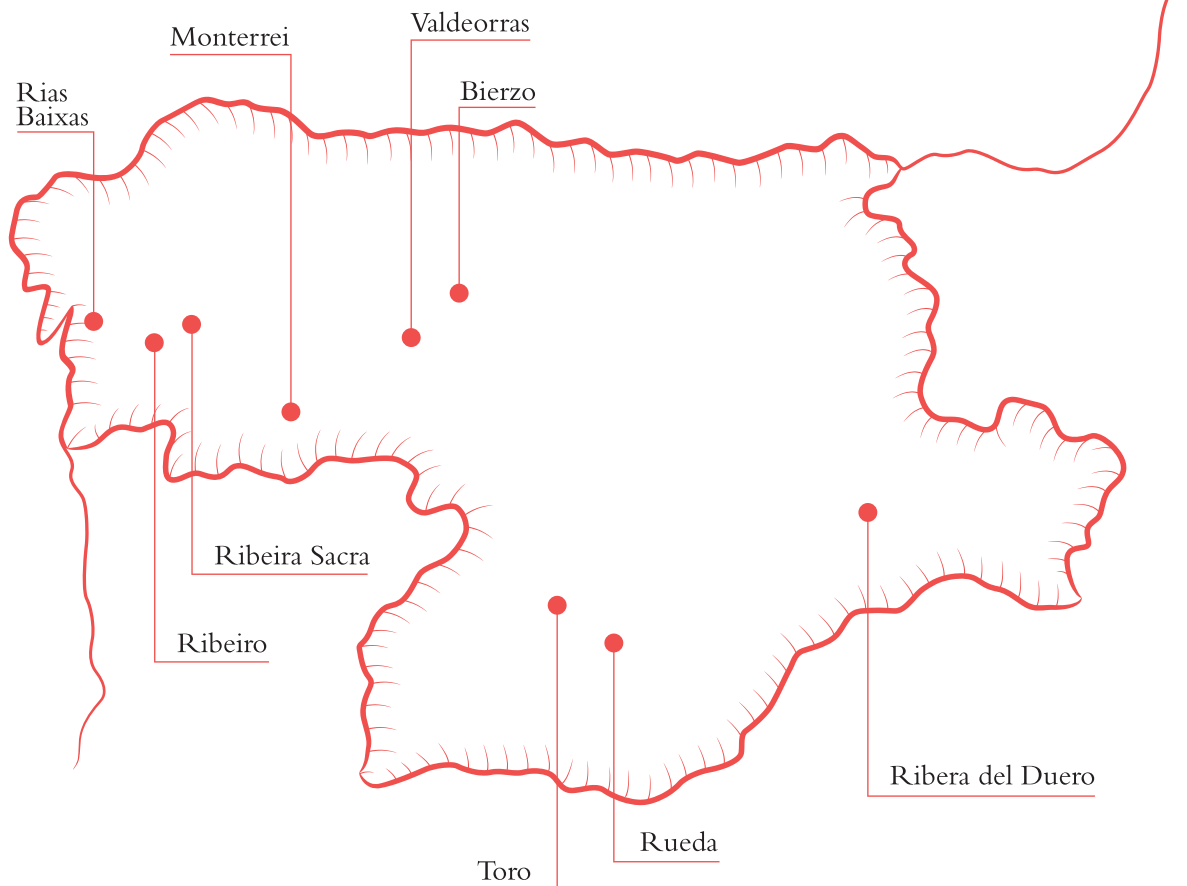 Valdeorras
Monterrei
Bierzo
Rias
Baixas
Ribeira Sacra
Ribeiro
Ribera del Duero
Rueda
Toro